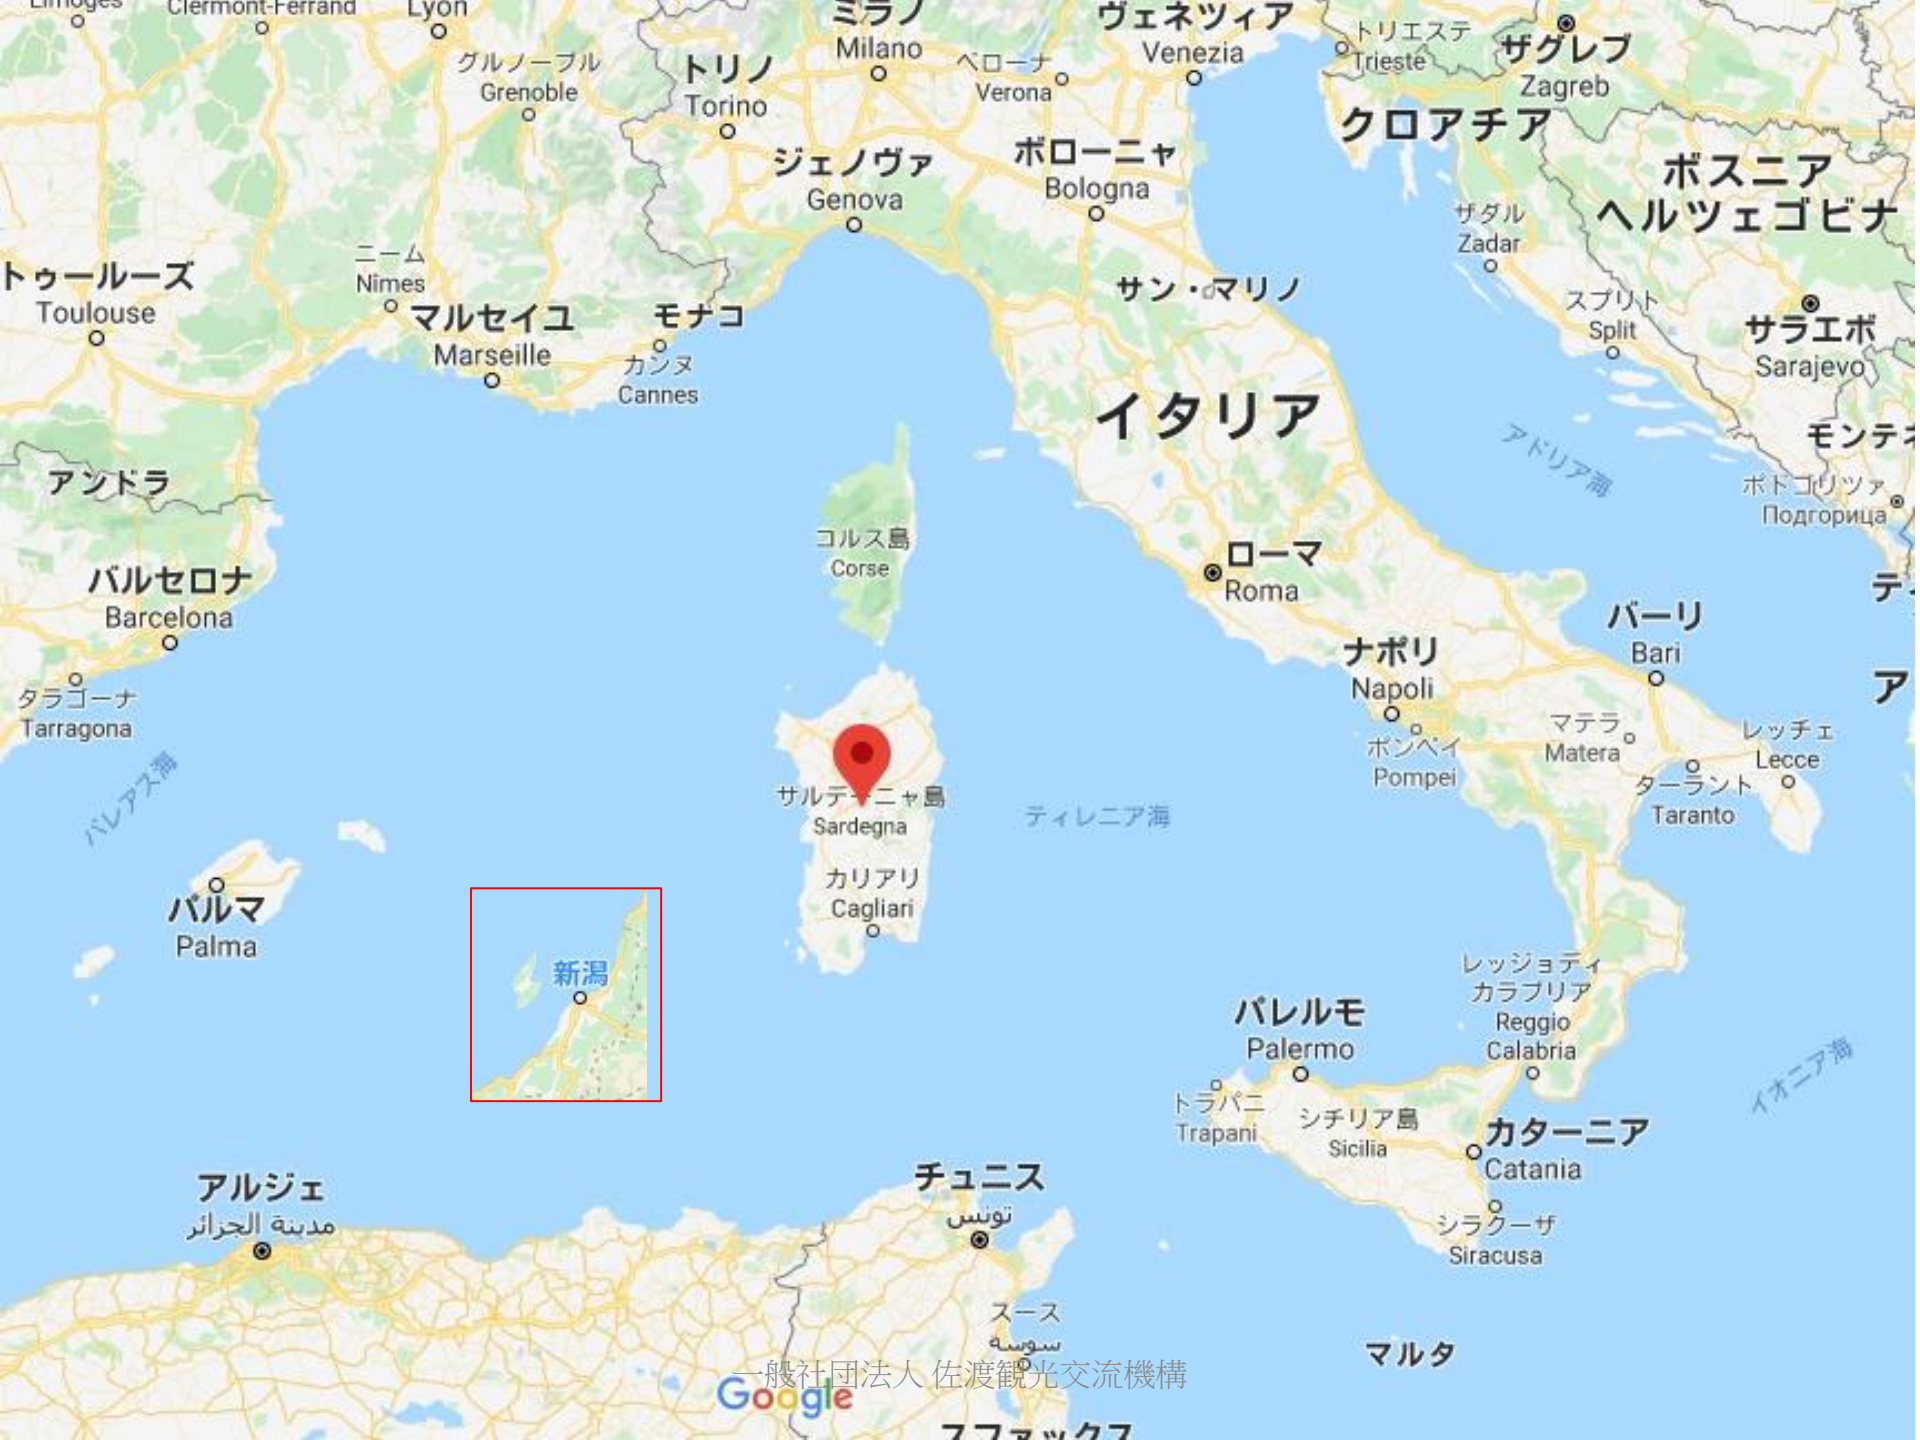 Limoges
Clermont-Ferrand
Lyon
ミラノ
Milano
ヴェネツィア
Venezia
トリエステ
Trieste
ザグレブ
Zagreb
グルノーブル
Grenoble
トリノ
Torino
ベローナ
Verona
クロアチア
ジェノヴァ
Genova
ボローニャ
Bologna
ボスニア
ヘルツェゴビナ
ザダル
Zadar
ニーム
Nîmes
トゥールーズ
Toulouse
マルセイユ
Marseille
モナコ
カンヌ
Cannes
サン・マリノ
スプリト
Split
サラエボ
Sarajevo
イタリア
アドリア海
モンテネ
アンドラ
ポドゴリツァ
Подгорица
コルス島
Corse
ローマ
Roma
バルセロナ
Barcelona
ティ
バーリ
Bari
ナポリ
Napoli
ア
タラゴーナ
Tarragona
マテラ
Matera
レッチェ
Lecce
ポンペイ
Pompei
ターラント
Taranto
バレアス海
サルデーニャ島
Sardegna
ティレニア海
カリアリ
Cagliari
パルマ
Palma
新潟
レッジョディ
カラブリア
Reggio
Calabria
パレルモ
Palermo
イオニア海
トラパニ
Trapani
シチリア島
Sicilia
カターニア
Catania
アルジェ
مدينة الجزائر
チュニス
تونس
シラクーザ
Siracusa
スース
سوسة
マルタ
一般社団法人 佐渡観光交流機構
Google
スファックス